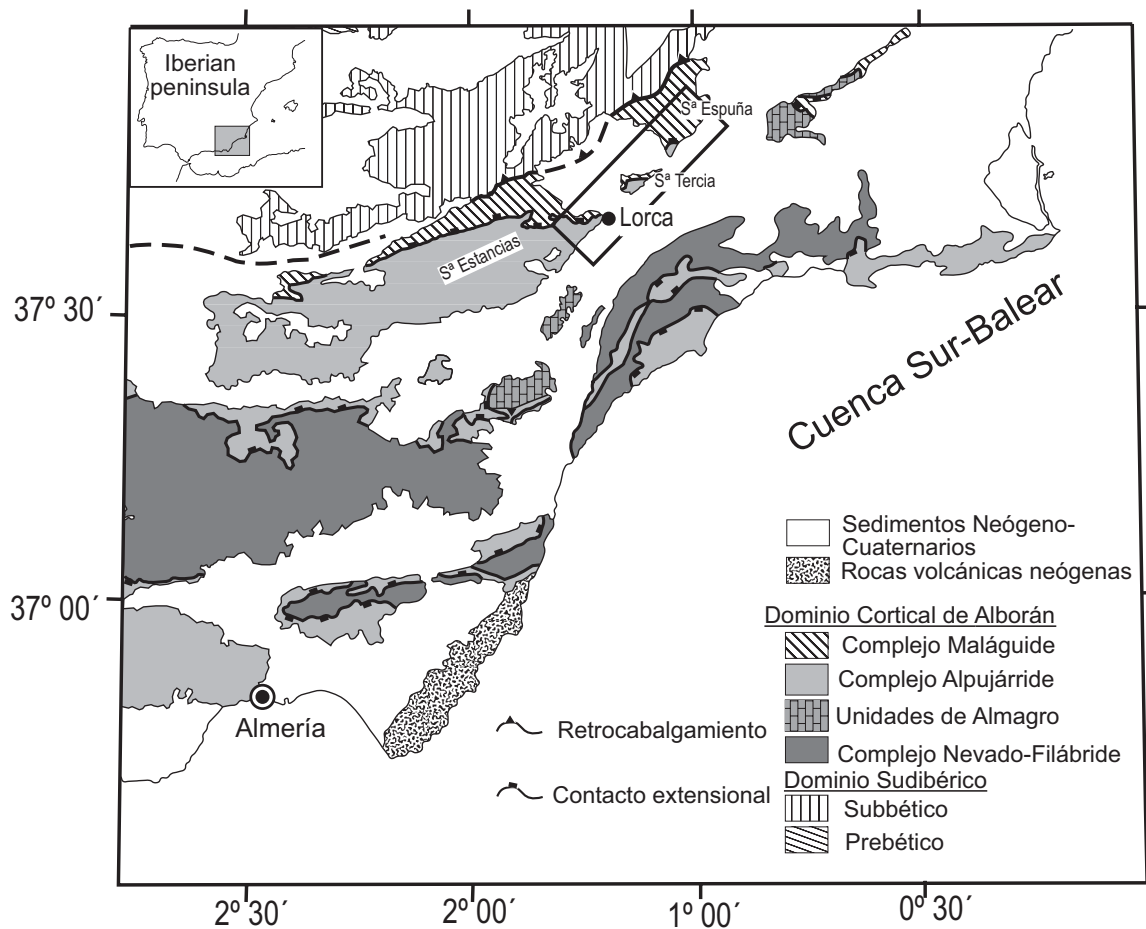 Iberian
peninsula
Sª Espuña
Sª Tercia
Lorca
Sª Estancias
37º 30´
Cuenca Sur-Balear
Sedimentos Neógeno-
Cuaternarios
Rocas volcánicas neógenas
37º 00´
Dominio Cortical de Alborán
Complejo Maláguide
Complejo Alpujárride
Unidades de Almagro
Complejo Nevado-Filábride
Almería
Retrocabalgamiento
Contacto extensional
Dominio Sudibérico
Subbético
Prebético
2º 30´
2º 00´
1º 00´
0º 30´